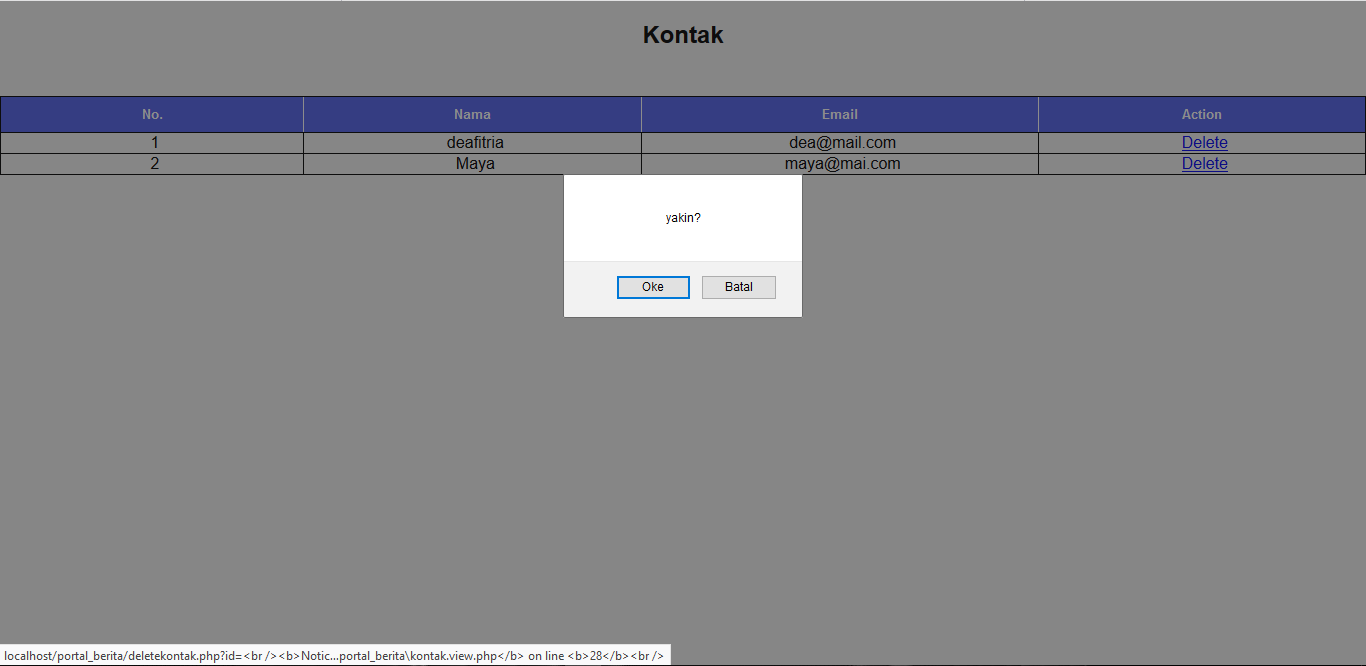 Kontak
No. Nama Email Action
1 deafitria dea@mail.com Delete
2 Maya maya@mai.com Delete
yakin?
Oke Batal
localhost/portal_berita/deletekontak.php?id=<br /><b>Notic...portal_berita\kontak.view.php</b> on line <b>28</b><br />